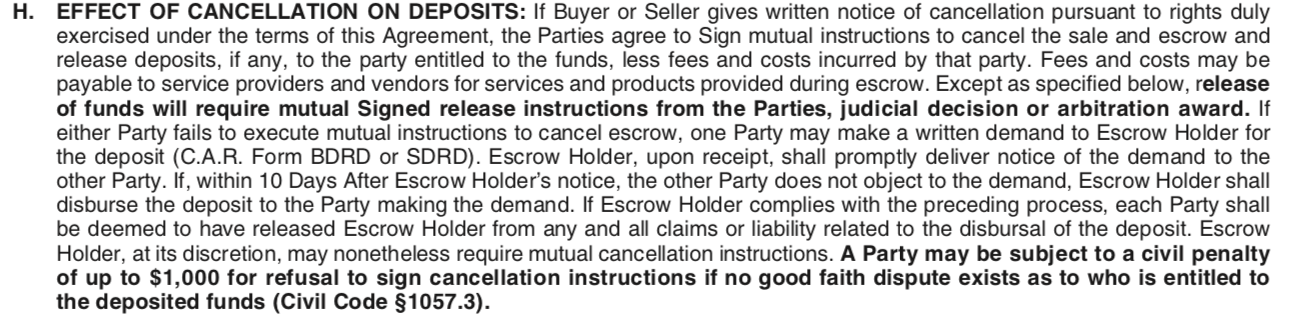 H. EFFECT OF CANCELLATION ON DEPOSITS: If Buyer or Seller gives written notice of cancellation pursuant to rights duly
exercised under the terms of this Agreement, the Parties agree to Sign mutual instructions to cancel the sale and escrow and
release deposits, if any, to the party entitled to the funds, less fees and costs incurred by that party. Fees and costs may be
payable to service providers and vendors for services and products provided during escrow. Except as specified below, release
of funds will require mutual Signed release instructions from the Parties, judicial decision or arbitration award. If
either Party fails to execute mutual instructions to cancel escrow, one Party may make a written demand to Escrow Holder for
the deposit (C.A.R. Form BDRD or SDRD). Escrow Holder, upon receipt, shall promptly deliver notice of the demand to the
other Party. If, within 10 Days After Escrow Holder's notice, the other Party does not object to the demand, Escrow Holder shall
disburse the deposit to the Party making the demand. If Escrow Holder complies with the preceding process, each Party shall
be deemed to have released Escrow Holder from any and all claims or liability related to the disbursal of the deposit. Escrow
Holder, at its discretion, may nonetheless require mutual cancellation instructions. A Party may be subject to a civil penalty
of up to $1,000 for refusal to sign cancellation instructions if no good faith dispute exists as to who is entitled to
the deposited funds (Civil Code §1057.3).